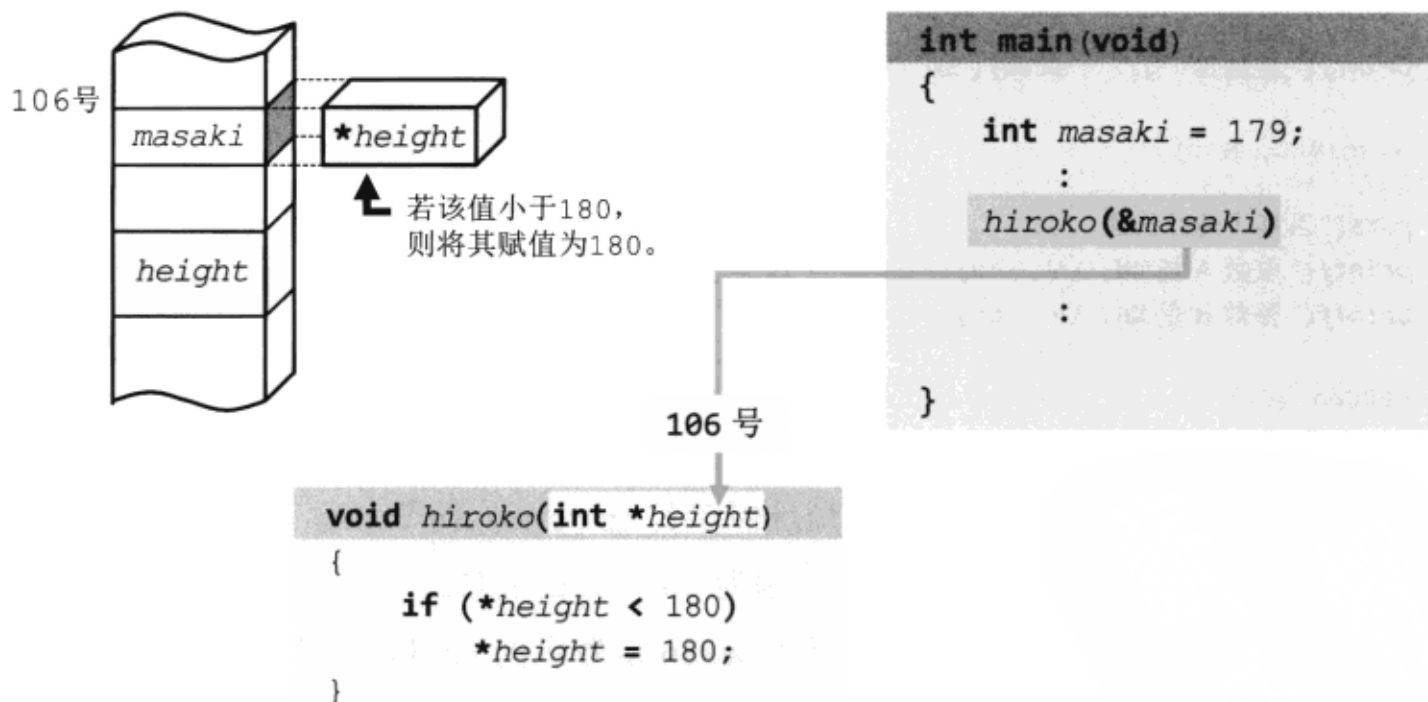 106号
masaki
*height
若该值小于180，
则将其赋值为180。
height
int main(void)
{
int masaki = 179;
:
hiroko(&masaki)
:
}
106 号
void hiroko(int *height)
{
if (*height < 180)
*height = 180;
}